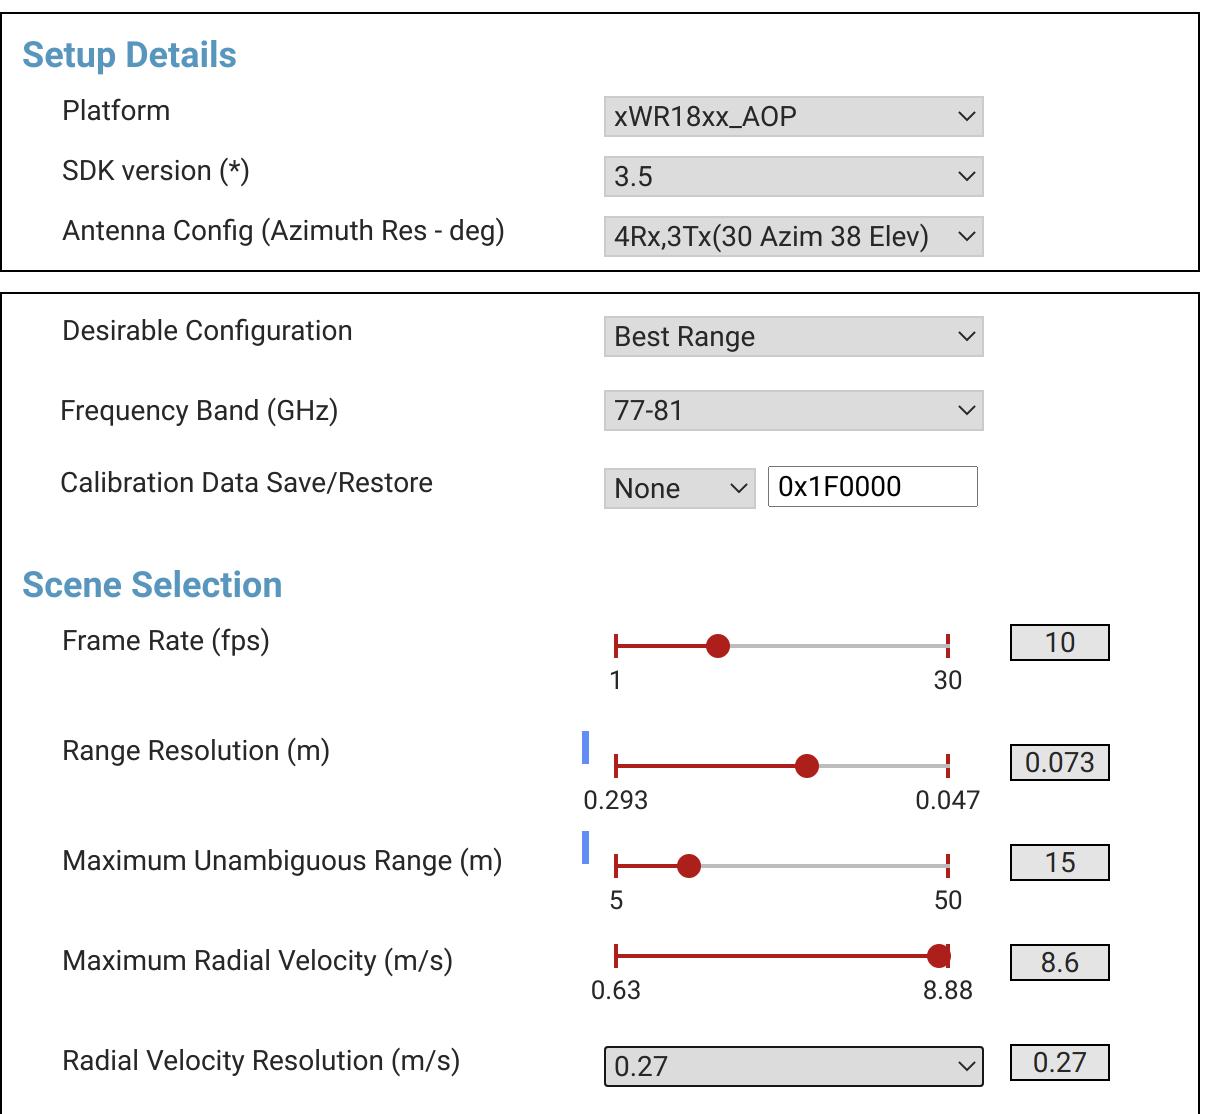 Setup Details
Platform xWR18xx_AOP
SDK version (*) 3.5
Antenna Config (Azimuth Res - deg) 4Rx,3Tx(30 Azim 38 Elev)
Desirable Configuration Best Range
Frequency Band (GHz) 77-81
Calibration Data Save/Restore None 0x1F0000
Scene Selection
Frame Rate (fps) 10
1 30
Range Resolution (m) 0.073
0.293 0.047
Maximum Unambiguous Range (m) 15
5 50
Maximum Radial Velocity (m/s) 8.6
0.63 8.88
Radial Velocity Resolution (m/s) 0.27 0.27